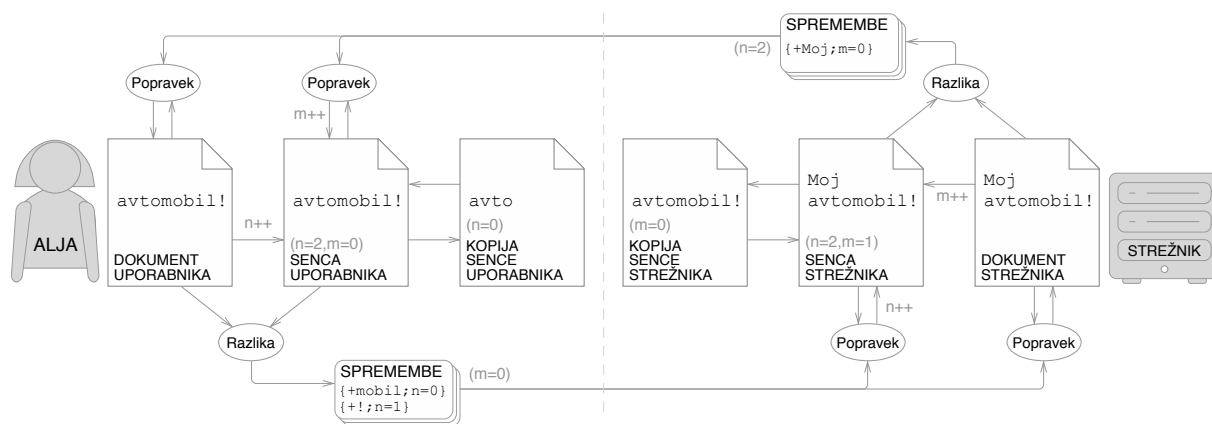 SPREMEMBE
(n=2)
{+Moj;m=0}
Popravek
Popravek
Razlika
m++
avtomobil!
avtomobil!
avto
avtomobil!
Moj
avtomobil!
Moj
avtomobil!
m++
n++
(n=0)
(m=0)
(n=2,m=0)
(n=2,m=1)
ALJA
DOKUMENT
UPORABNIKA
SENCA
UPORABNIKA
KOPIJA
SENCE
UPORABNIKA
KOPIJA
SENCE
STREŽNIKA
SENCA
STREŽNIKA
DOKUMENT
STREŽNIKA
STREŽNIK
n++
Razlika
Popravek
Popravek
SPREMEMBE
(m=0)
{+mobil;n=0}
{+!;n=1}